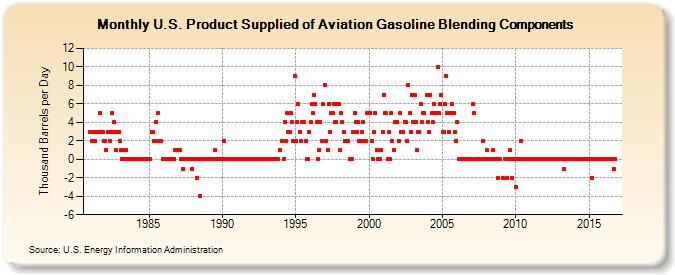 Monthly U.S. Product Supplied of Aviation Gasoline Blending Components
Thousand Barrels per Day
12
10
8
6
4
2
0
-2
-4
-6
1985 1990 1995 2000 2005 2010 2015
Source: U.S. Energy Information Administration